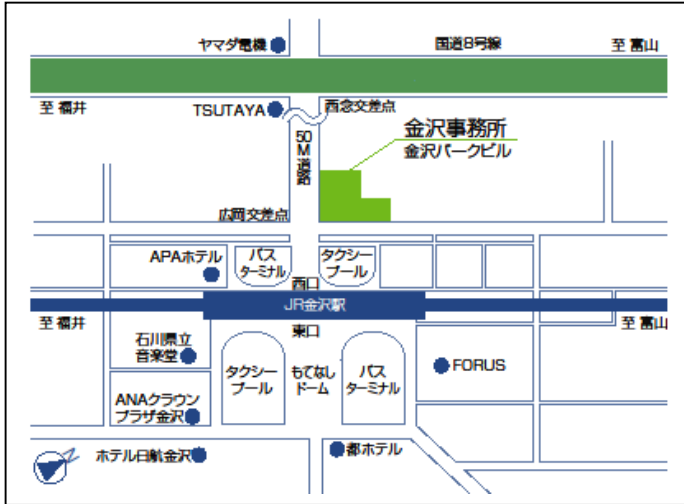 ヤマダ電機
国道8号線
至 富山
至 福井
TSUTAYA
西念交差点
50M道路
金沢事務所
金沢パークビル
広岡交差点
APAホテル
バス
ターミナル
タクシー
プール
西口
JR金沢駅
至 福井
東口
至 富山
石川県立
音楽堂
タクシー
プール
もてなし
ドーム
バス
ターミナル
FORUS
ANAクラウン
プラザ金沢
ホテル日航金沢
都ホテル